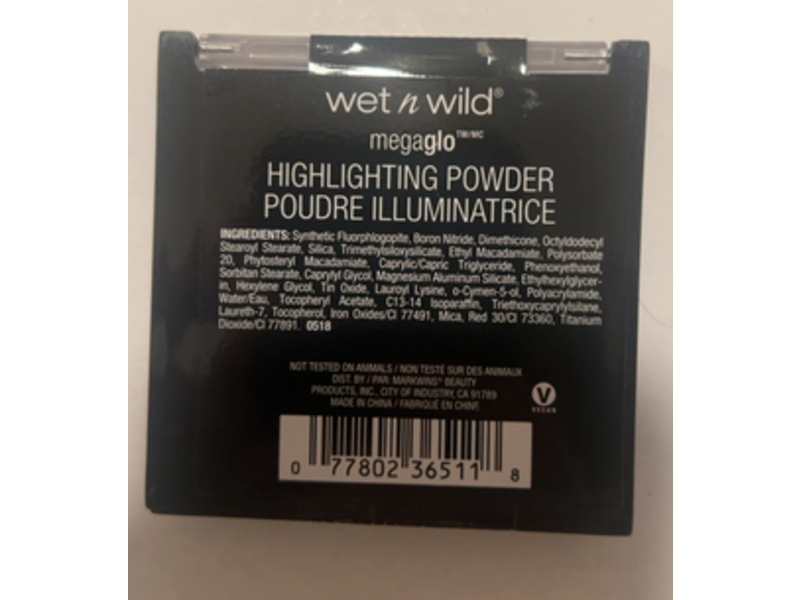 wet n wild®
megaglo™/MC
HIGHLIGHTING POWDER
POUDRE ILLUMINATRICE
INGREDIENTS: Synthetic Fluorphlogopite, Boron Nitride, Dimethicone, Octyldodecyl
Stearoyl Stearate, Silica, Trimethylsiloxysilicate, Ethyl Macadamiate, Polysorbate
20, Phytosteryl Macadamiate, Caprylic/Capric Triglyceride, Phenoxyethanol,
Sorbitan Stearate, Caprylyl Glycol, Magnesium Aluminum Silicate, Ethylhexylglycer-
in, Hexylene Glycol, Tin Oxide, Lauroyl Lysine, o-Cymen-5-ol, Polyacrylamide,
Water/Eau, Tocopheryl Acetate, C13-14 Isoparaffin, Triethoxycaprylylsilane,
Laureth-7, Tocopherol, Iron Oxides/CI 77491, Mica, Red 30/CI 73360, Titanium
Dioxide/CI 77891. 0518
NOT TESTED ON ANIMALS / NON TESTÉ SUR DES ANIMAUX
DIST. BY / PAR: MARKWINS® BEAUTY
PRODUCTS, INC., CITY OF INDUSTRY, CA 91789
MADE IN CHINA / FABRIQUÉ EN CHINE
V
VEGAN
0 77802 36511 8